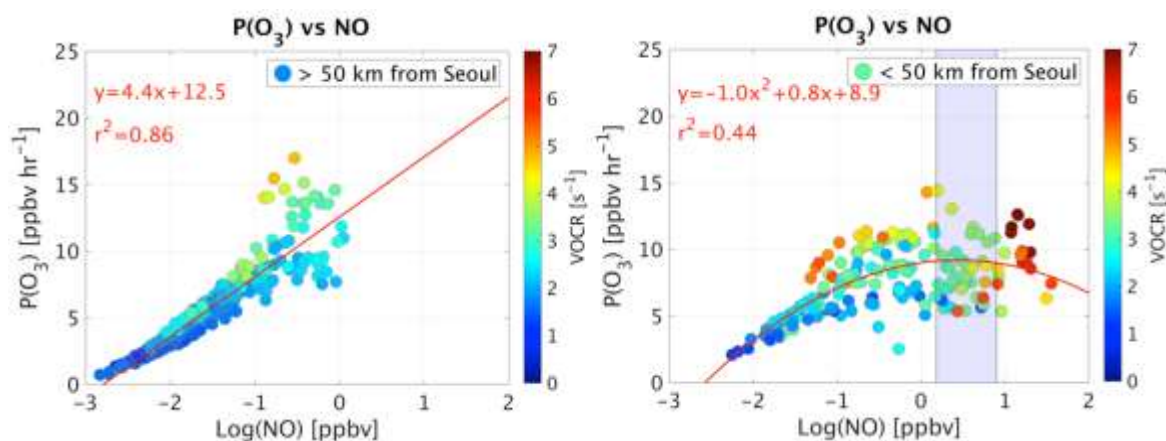 P(O₃) vs NO
25
20
15
10
5
0
P(O₃) [ppbv hr⁻¹]
> 50 km from Seoul
y=4.4x+12.5
r²=0.86
-3 -2 -1 0 1 2
Log(NO) [ppbv]
7
6
5
4
3
2
1
0
VOCR [s⁻¹]
P(O₃) vs NO
25
20
15
10
5
0
P(O₃) [ppbv hr⁻¹]
< 50 km from Seoul
y=-1.0x²+0.8x+8.9
r²=0.44
-3 -2 -1 0 1 2
Log(NO) [ppbv]
7
6
5
4
3
2
1
0
VOCR [s⁻¹]